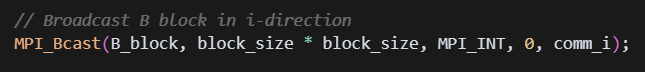 // Broadcast B block in i-direction
MPI_Bcast(B_block, block_size * block_size, MPI_INT, 0, comm_i);